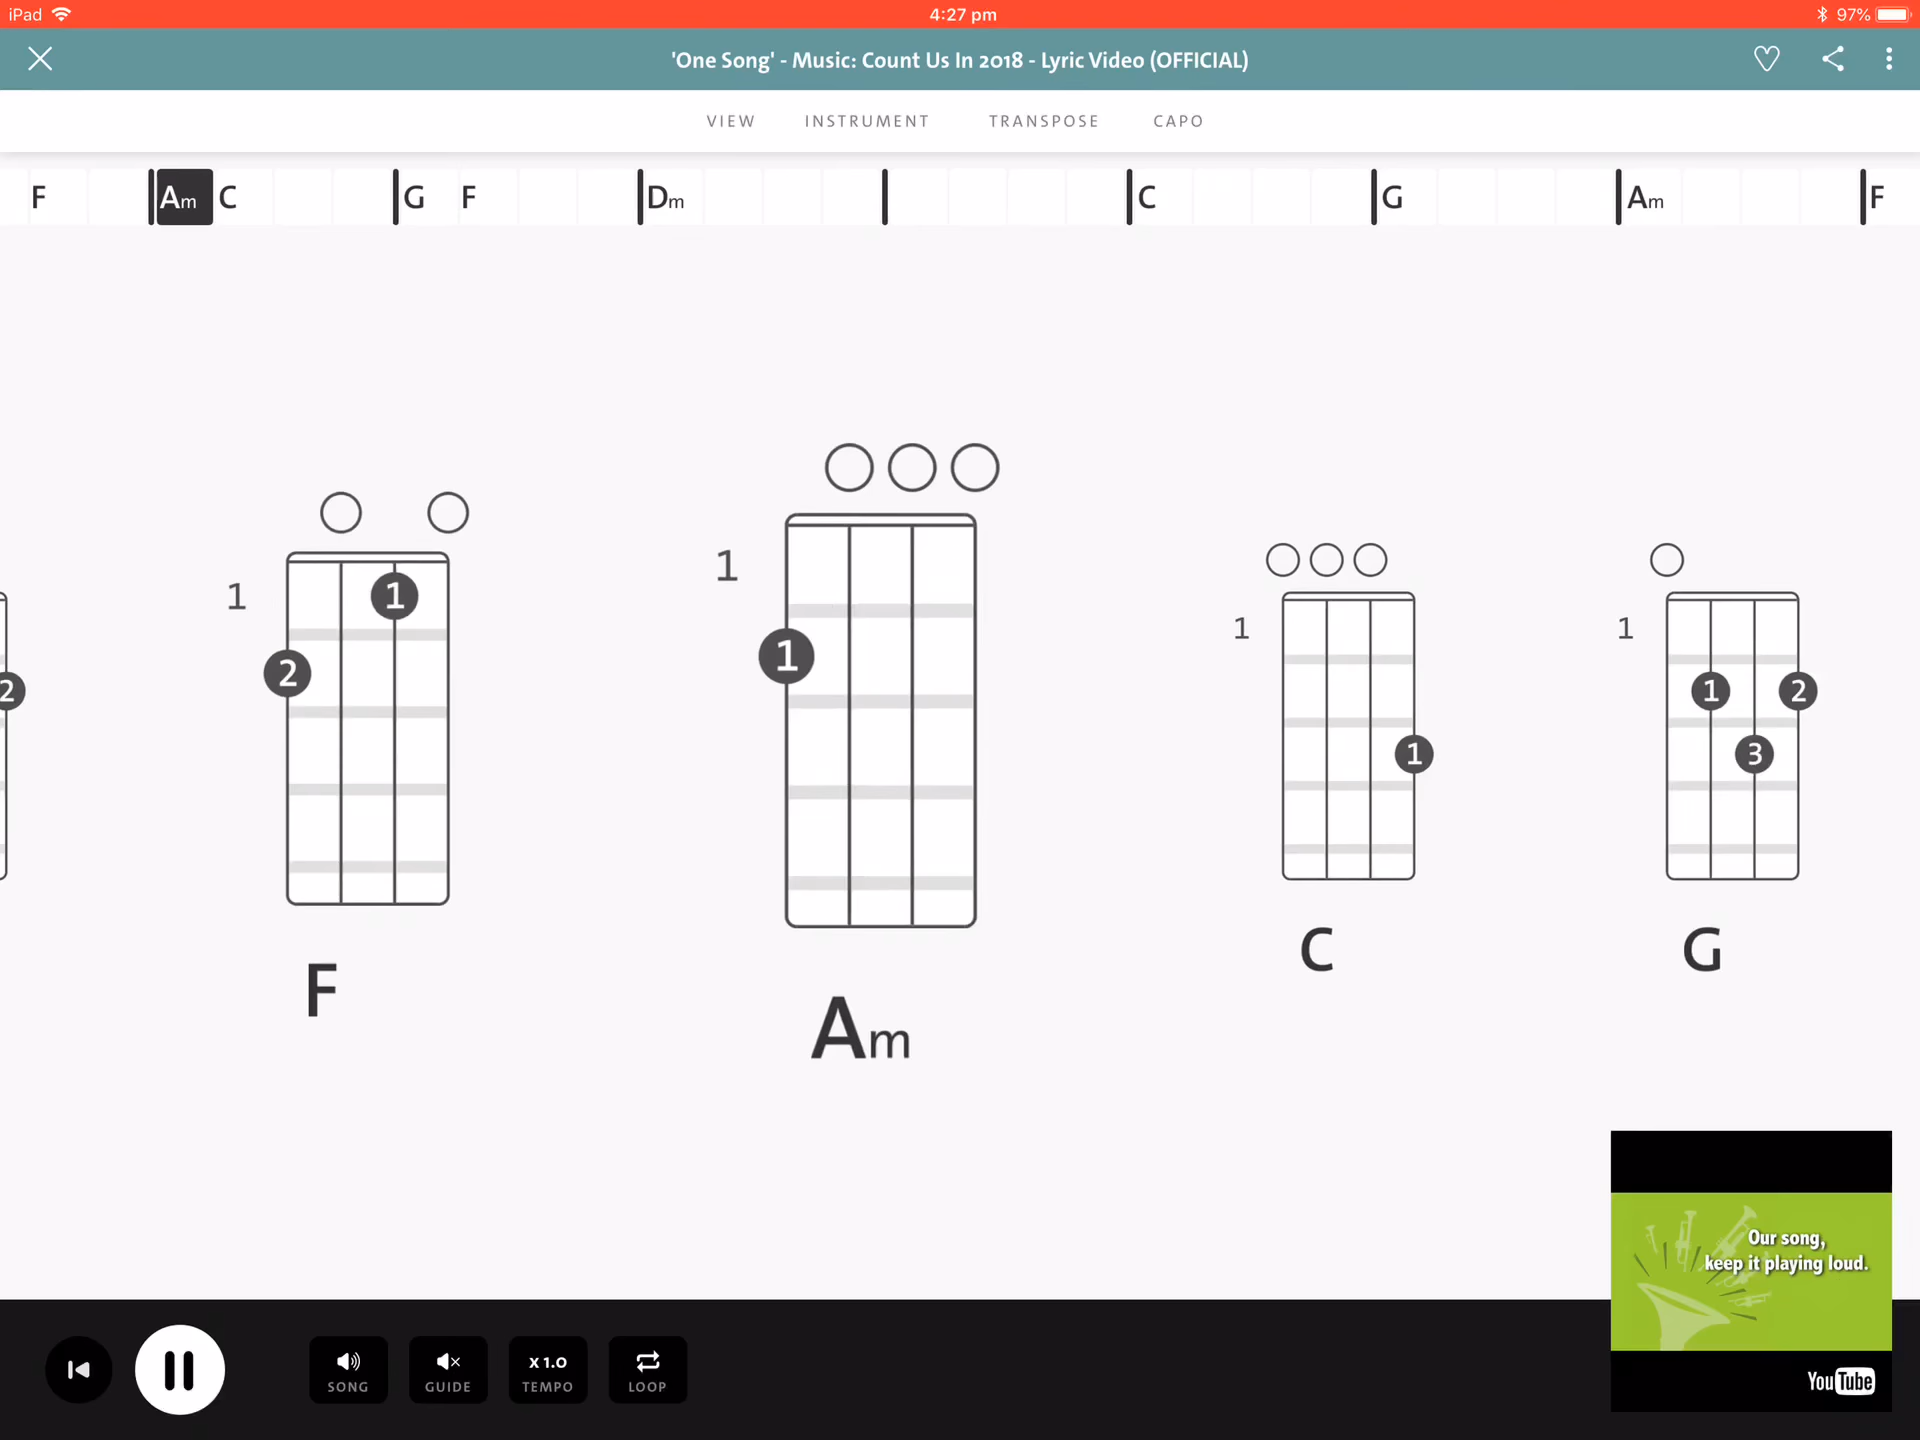 iPad 4:27 pm 97%
'One Song' - Music: Count Us In 2018 - Lyric Video (OFFICIAL)
VIEW INSTRUMENT TRANSPOSE CAPO
F Am C G F Dm C G Am F
2
1 1 2 F
1 1 Am
1 1 C
1 1 2 3 G
Our song,
keep it playing loud.
YouTube
SONG GUIDE X 1.0 TEMPO LOOP